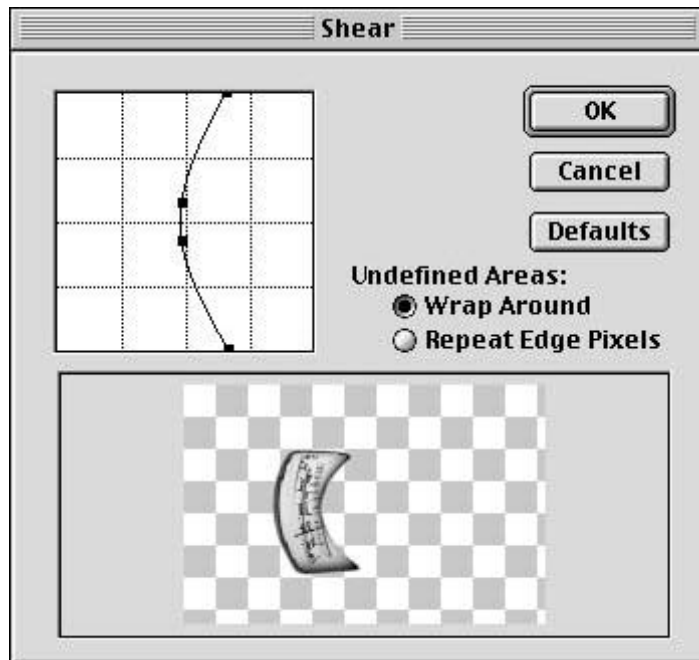 Shear
OK
Cancel
Defaults
Undefined Areas:
Wrap Around
Repeat Edge Pixels